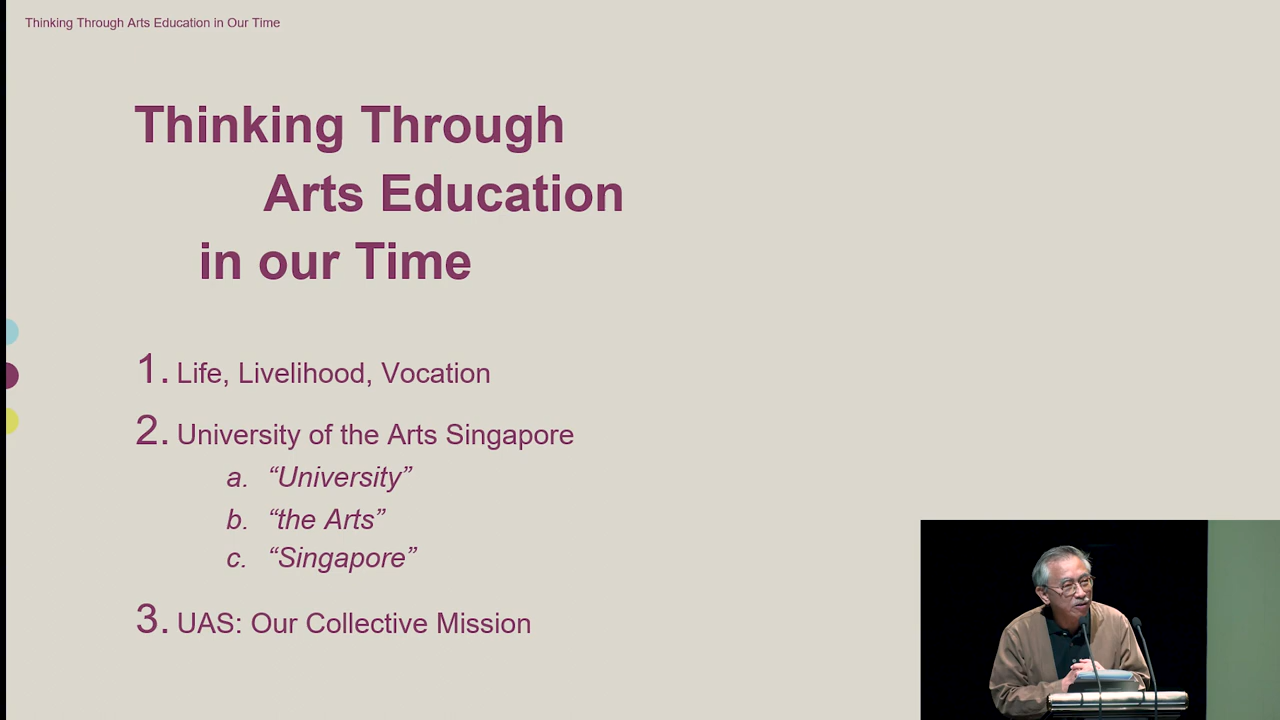 Thinking Through Arts Education in Our Time
Thinking Through
Arts Education
in our Time
1. Life, Livelihood, Vocation
2. University of the Arts Singapore
a. “University”
b. “the Arts”
c. “Singapore”
3. UAS: Our Collective Mission